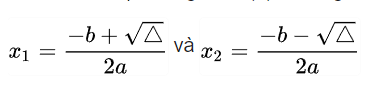 x₁ = (-b + √△) / 2a và x₂ = (-b - √△) / 2a